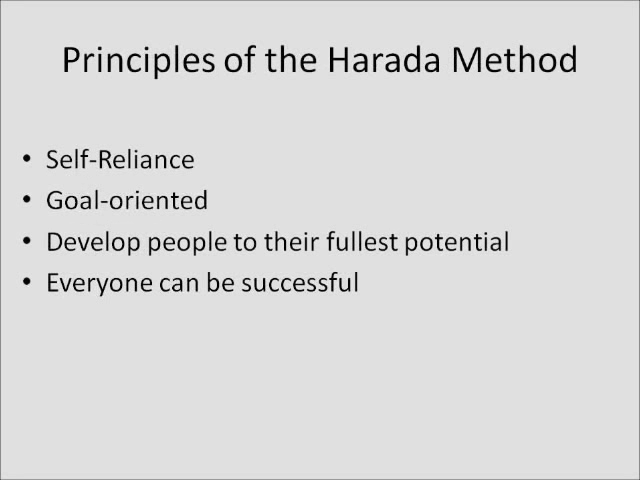 Principles of the Harada Method
• Self-Reliance
• Goal-oriented
• Develop people to their fullest potential
• Everyone can be successful